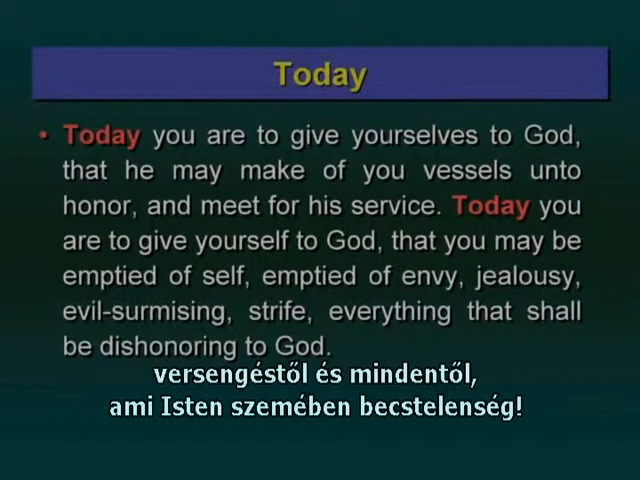 Today
• Today you are to give yourselves to God,
that he may make of you vessels unto
honor, and meet for his service. Today you
are to give yourself to God, that you may be
emptied of self, emptied of envy, jealousy,
evil-surmising, strife, everything that shall
be dishonoring to God.
versengéstől és mindentől,
ami Isten szemében becstelenség!